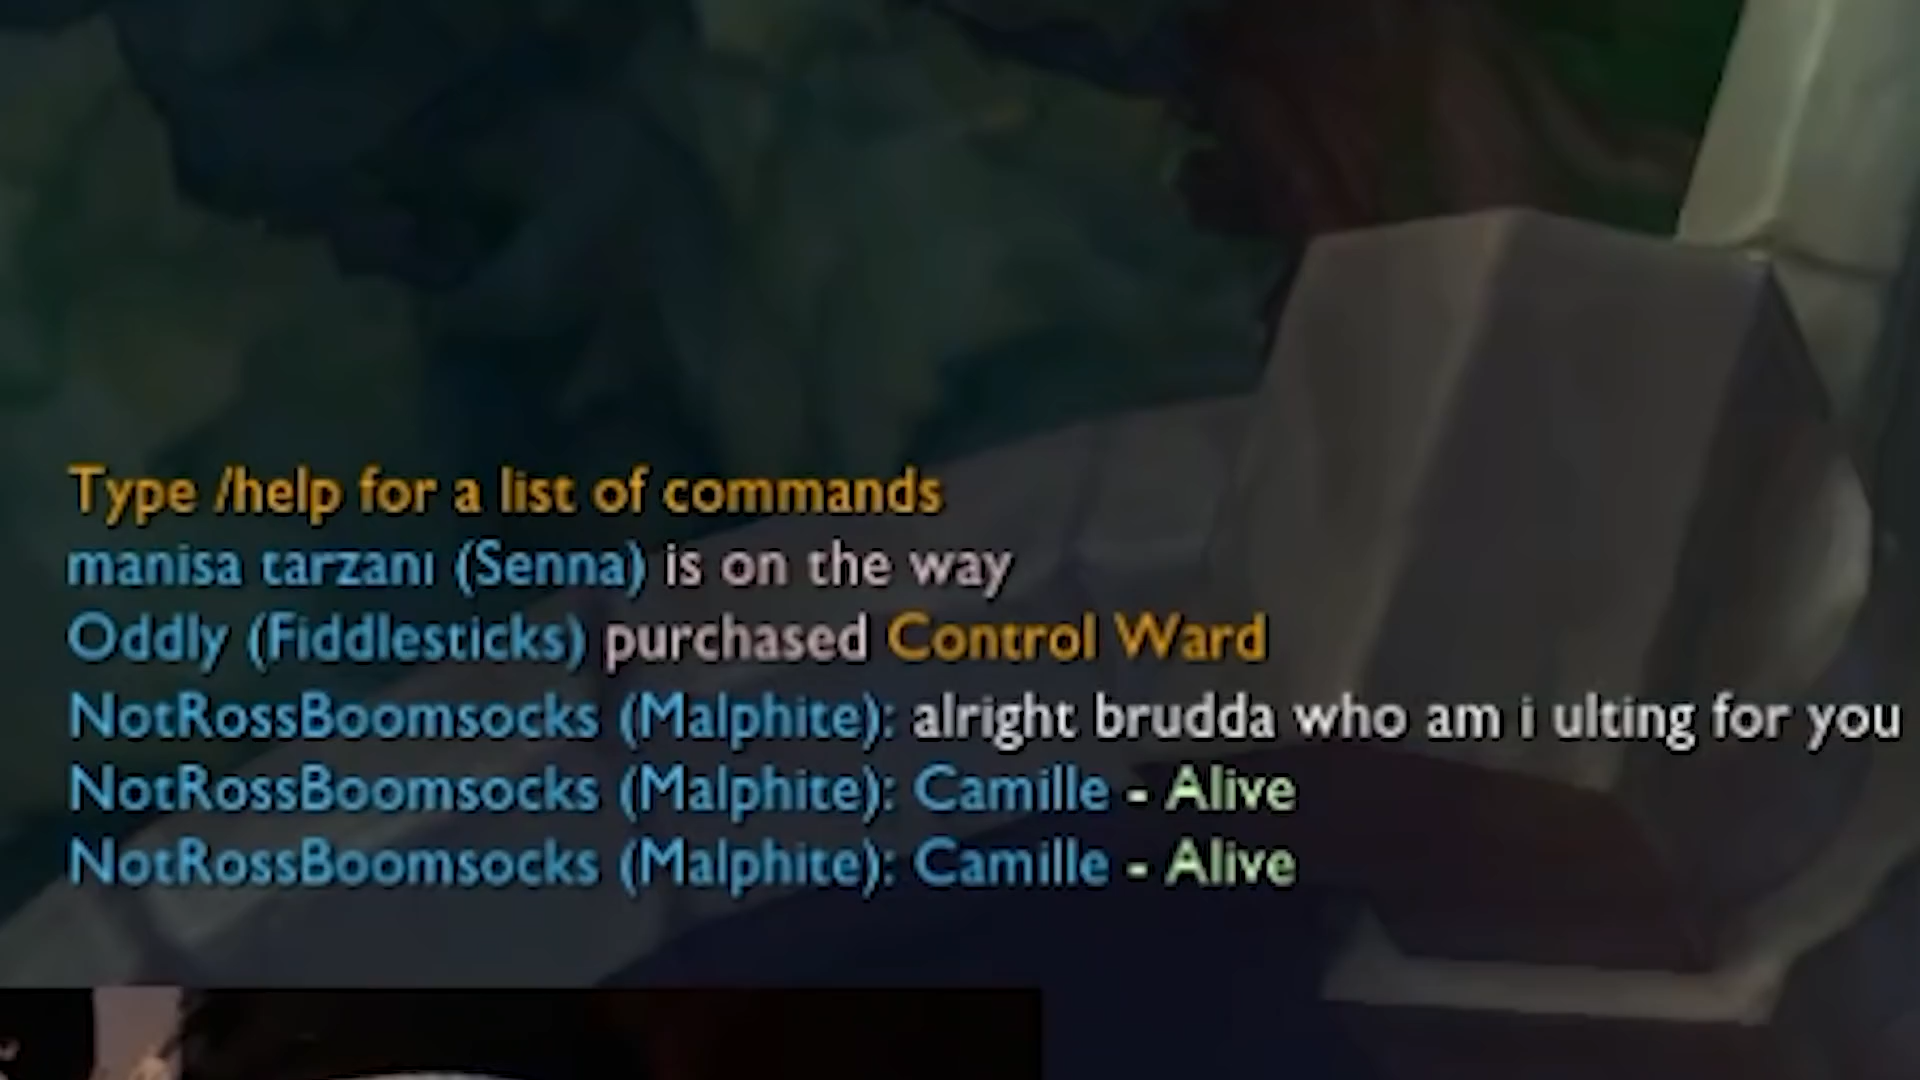 Type /help for a list of commands
manisa tarzanı (Senna) is on the way
Oddly (Fiddlesticks) purchased Control Ward
NotRossBoomsocks (Malphite): alright brudda who am i ulting for you
NotRossBoomsocks (Malphite): Camille - Alive
NotRossBoomsocks (Malphite): Camille - Alive